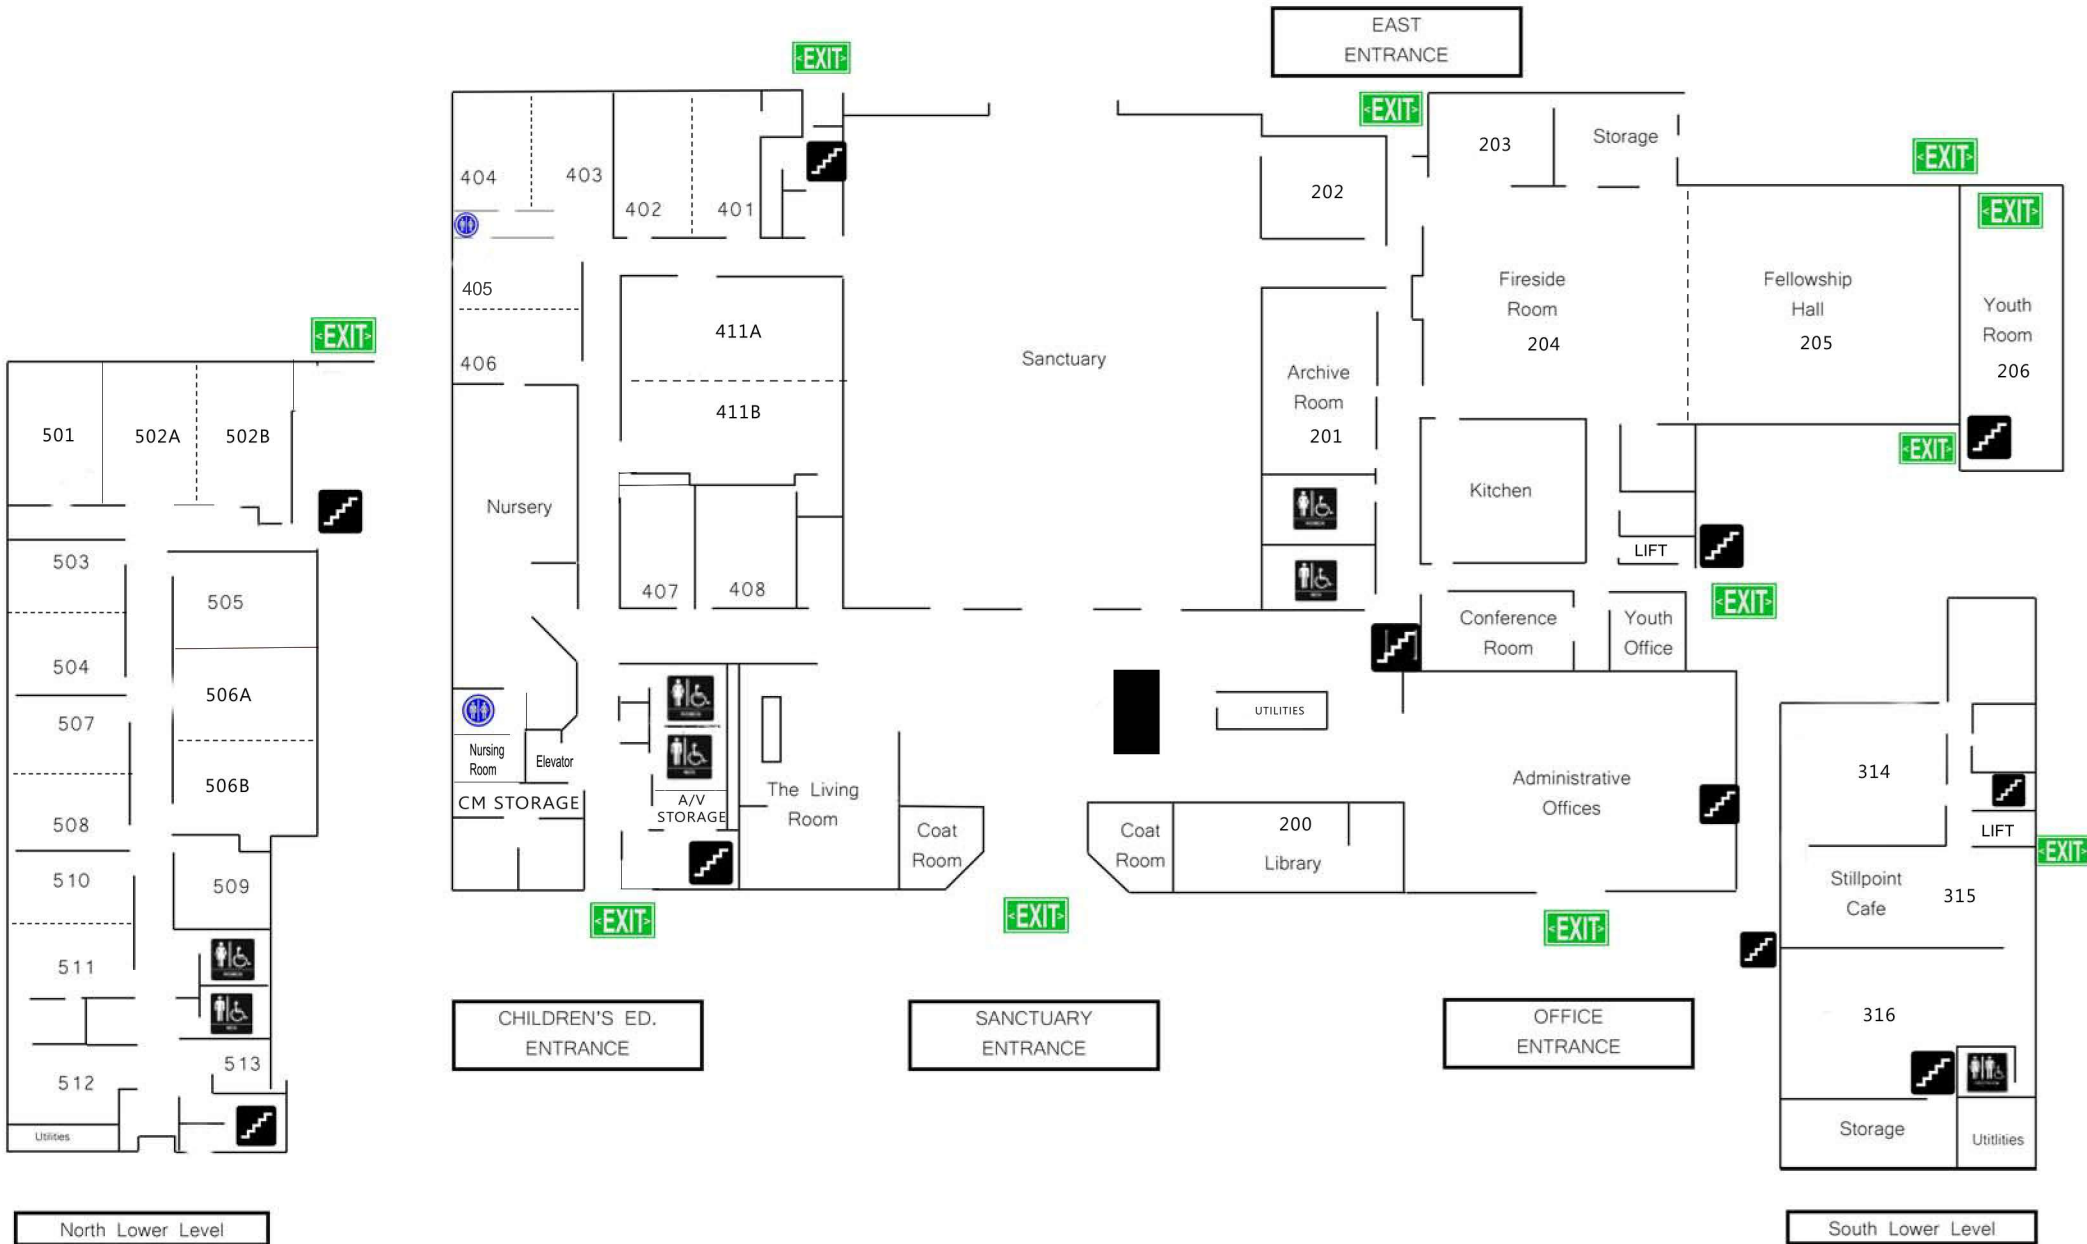 EAST
ENTRANCE
<EXIT>
<EXIT>
203
Storage
<EXIT>
404
403
402
401
202
<EXIT>
405
406
411A
411B
Sanctuary
Archive
Room
201
Fireside
Room
204
Fellowship
Hall
205
Youth
Room
206
<EXIT>
501
502A
502B
<EXIT>
Nursery
Kitchen
LIFT
503
504
505
506A
506B
507
508
407
408
Conference
Room
Youth
Office
<EXIT>
UTILITIES
Nursing
Room
Elevator
CM STORAGE
A/V
STORAGE
The Living
Room
Coat
Room
Coat
Room
200
Library
Administrative
Offices
314
LIFT
<EXIT>
Stillpoint
Cafe
315
510
509
511
<EXIT>
<EXIT>
<EXIT>
CHILDREN'S ED.
ENTRANCE
SANCTUARY
ENTRANCE
OFFICE
ENTRANCE
316
512
513
Utilities
Storage
Utitlities
North Lower Level
South Lower Level